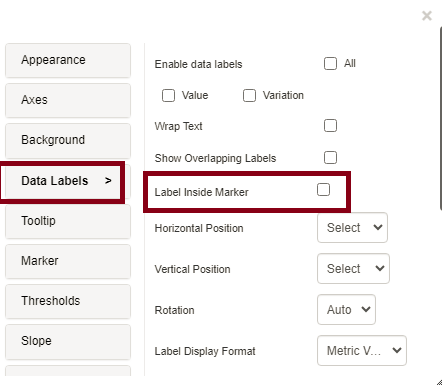 ×
Appearance
Axes
Background
Data Labels >
Tooltip
Marker
Thresholds
Slope
Enable data labels All
Value Variation
Wrap Text
Show Overlapping Labels
Label Inside Marker
Horizontal Position Select
Vertical Position Select
Rotation Auto
Label Display Format Metric V...